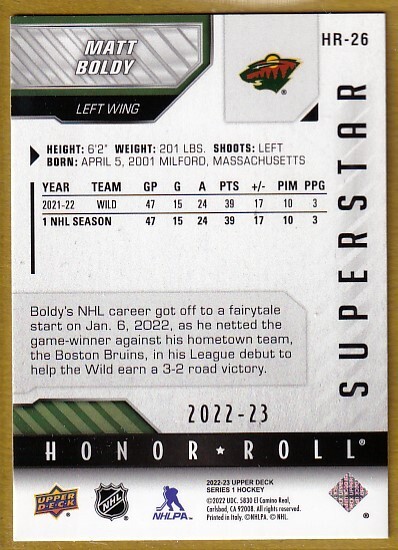 MATT
BOLDY
LEFT WING
HR-26
HEIGHT: 6'2" WEIGHT: 201 LBS. SHOOTS: LEFT
BORN: APRIL 5, 2001 MILFORD, MASSACHUSETTS
YEAR TEAM GP G A PTS +/- PIM PPG
2021-22 WILD 47 15 24 39 17 10 3
1 NHL SEASON 47 15 24 39 17 10 3
SUPERSTAR
Boldy's NHL career got off to a fairytale
start on Jan. 6, 2022, as he netted the
game-winner against his hometown team,
the Boston Bruins, in his League debut to
help the Wild earn a 3-2 road victory.
2022-23
HONOR ★ ROLL®
UPPER
DECK
NHL
NHLPA
2022-23 UPPER DECK
SERIES 1 HOCKEY
©2022 UDC. 5830 El Camino Real,
Carlsbad, CA 92008. All rights reserved.
Printed in Italy. ©NHLPA. © NHL.